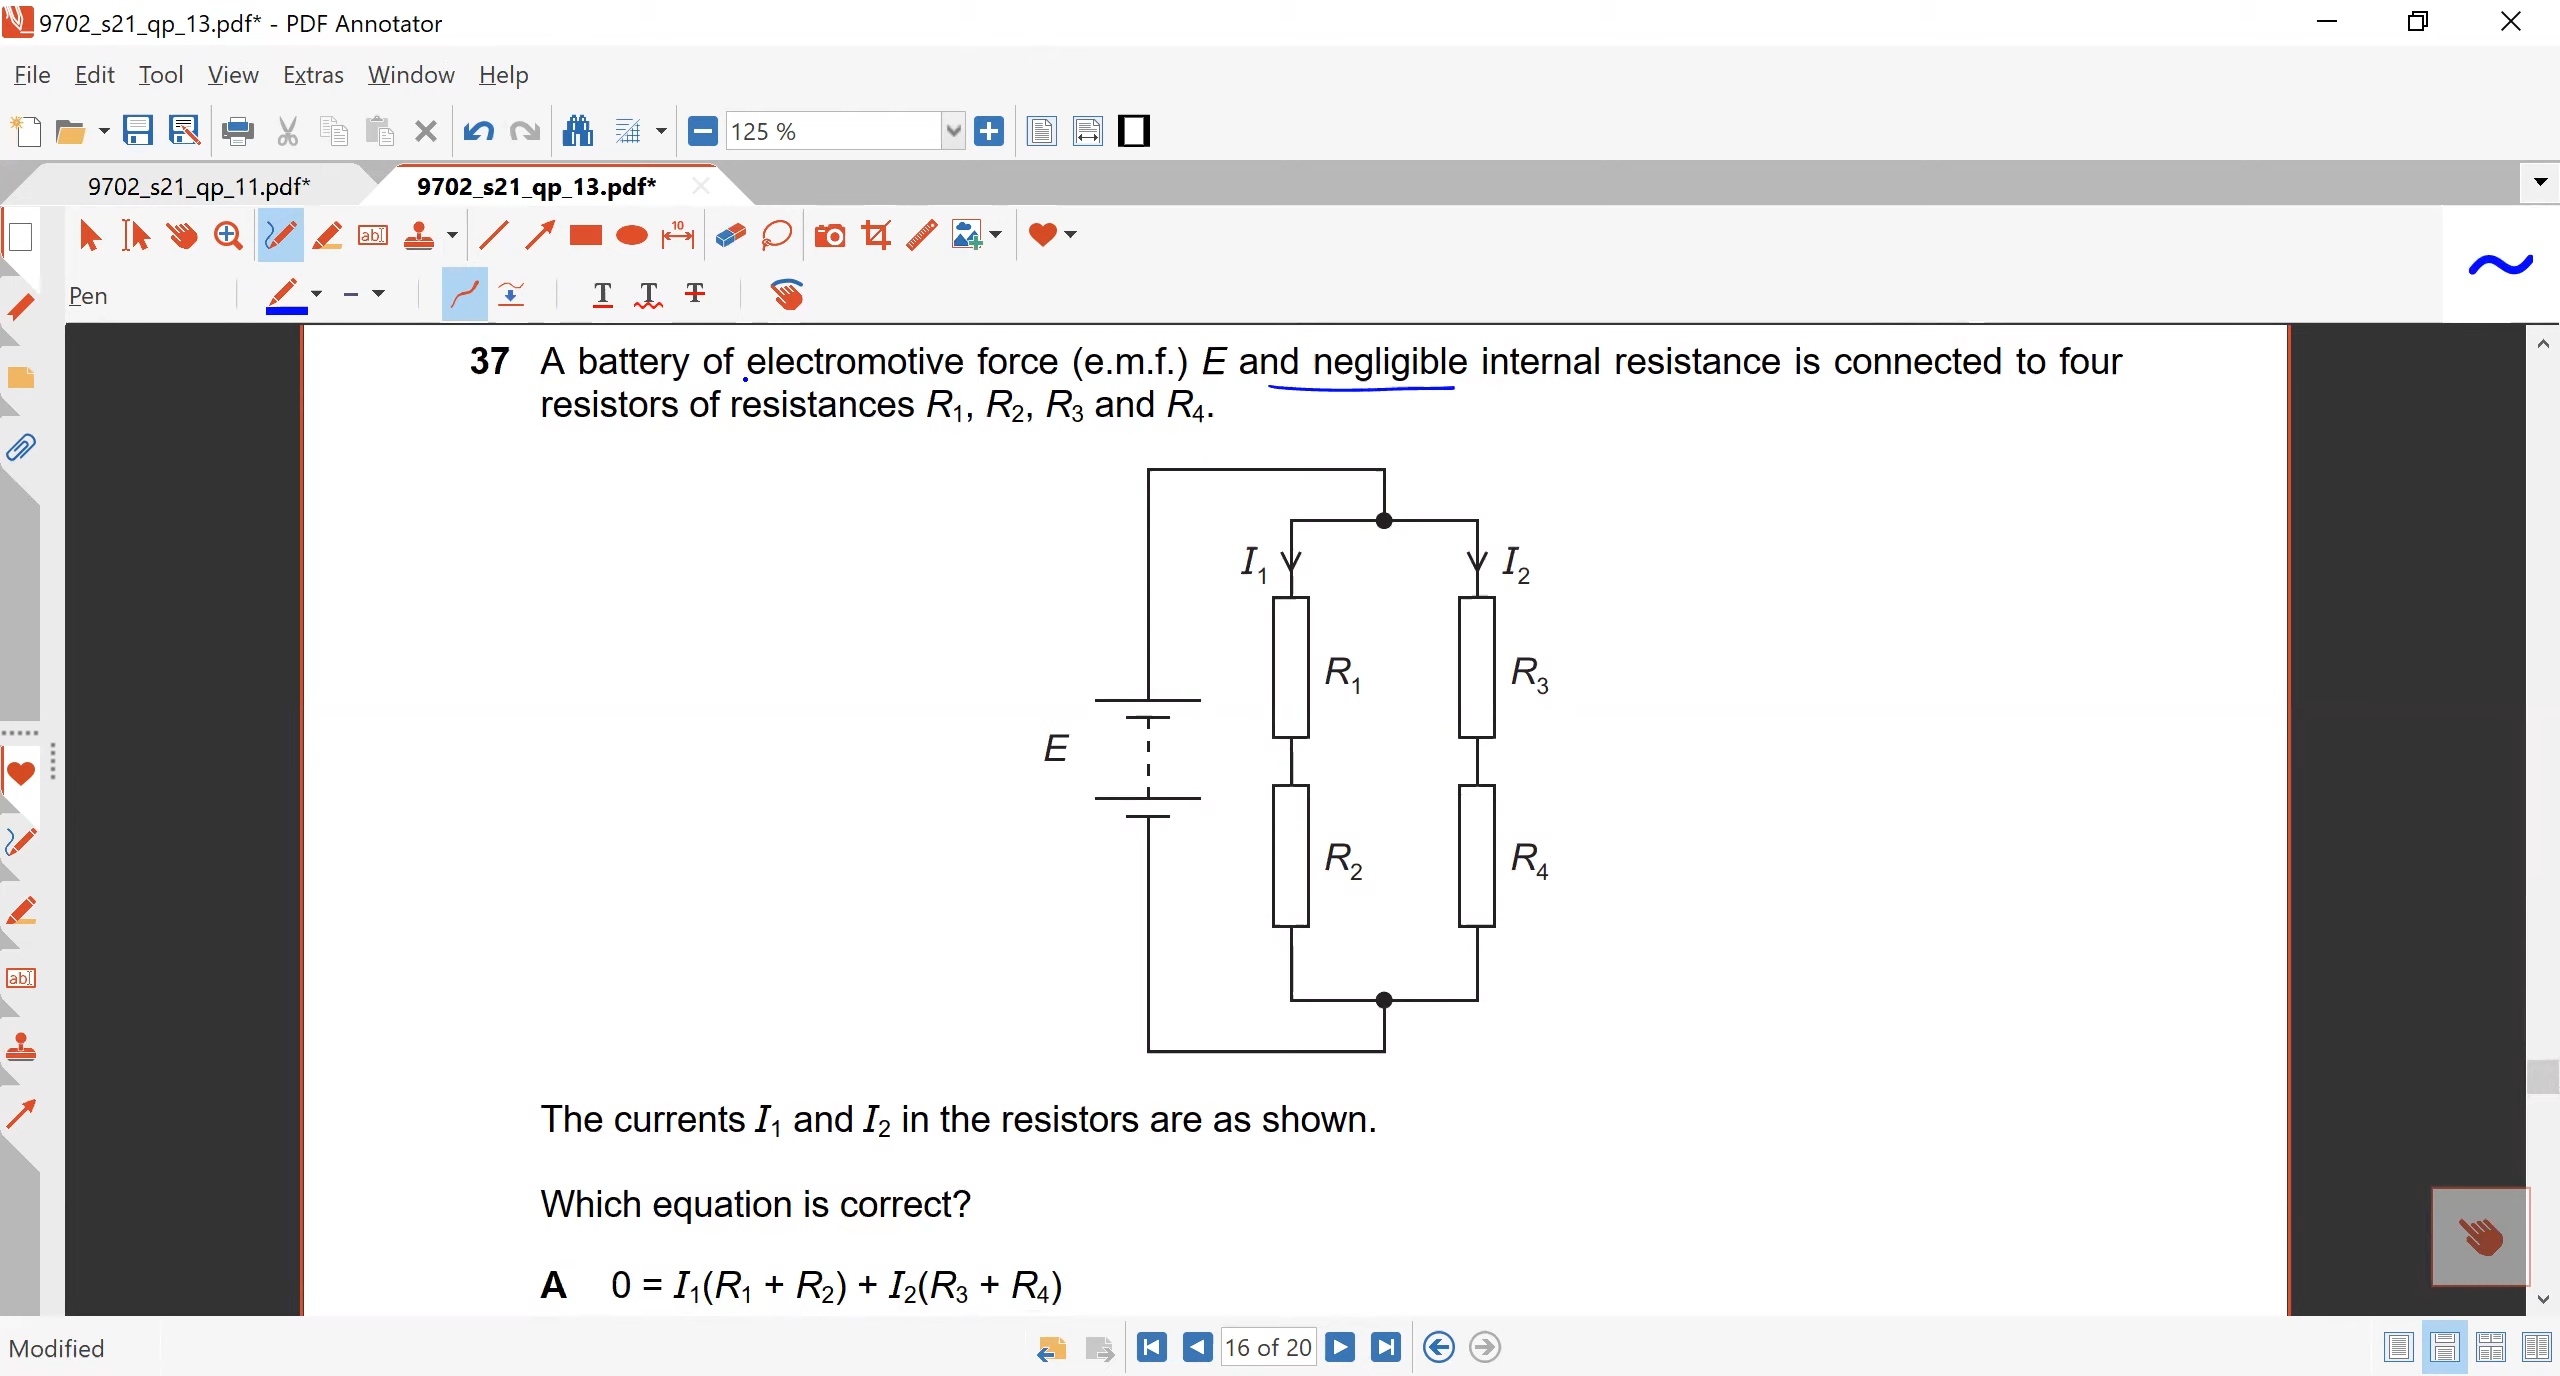 9702_s21_qp_13.pdf* - PDF Annotator
File Edit Tool View Extras Window Help
125 %
9702_s21_qp_11.pdf* 9702_s21_qp_13.pdf*
Pen
37 A battery of electromotive force (e.m.f.) E and negligible internal resistance is connected to four
resistors of resistances R₁, R₂, R₃ and R₄.
I₁ I₂
R₁ R₃
E
R₂ R₄
The currents I₁ and I₂ in the resistors are as shown.
Which equation is correct?
A 0 = I₁(R₁ + R₂) + I₂(R₃ + R₄)
Modified 16 of 20